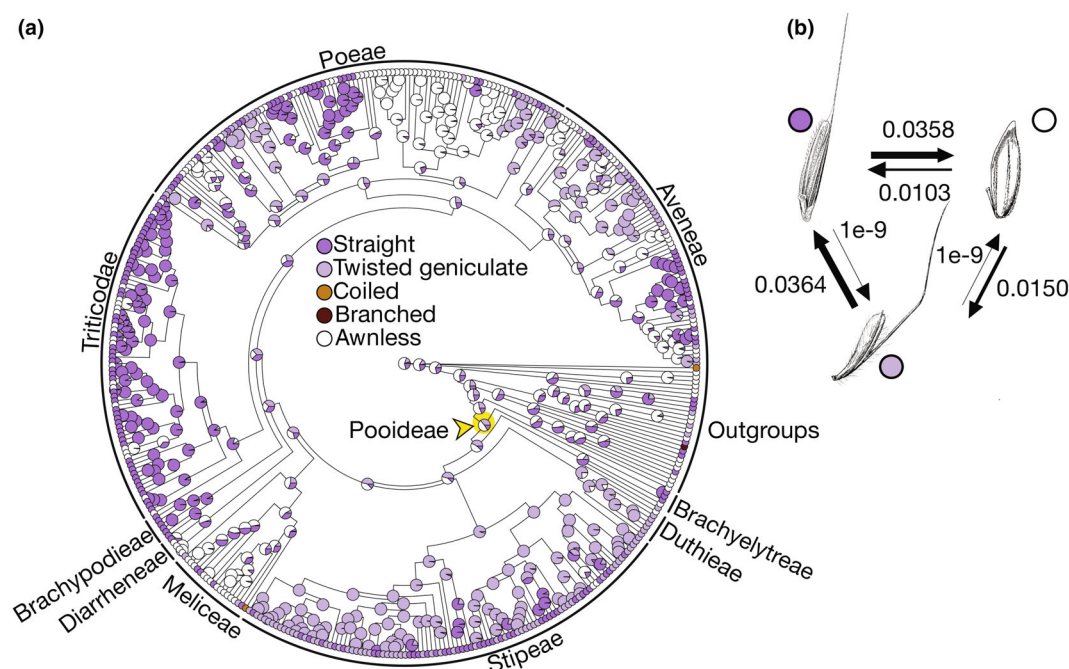 (a)
(b)
Poeae
Aveneae
Triticodae
Straight
Twisted geniculate
Coiled
Branched
Awnless
Pooideae
Outgroups
Brachyelytreae
Duthieae
Brachypodieae
Diarrheneae
Meliceae
Stipeae
0.0358
0.0103
1e-9
1e-9
0.0364
0.0150